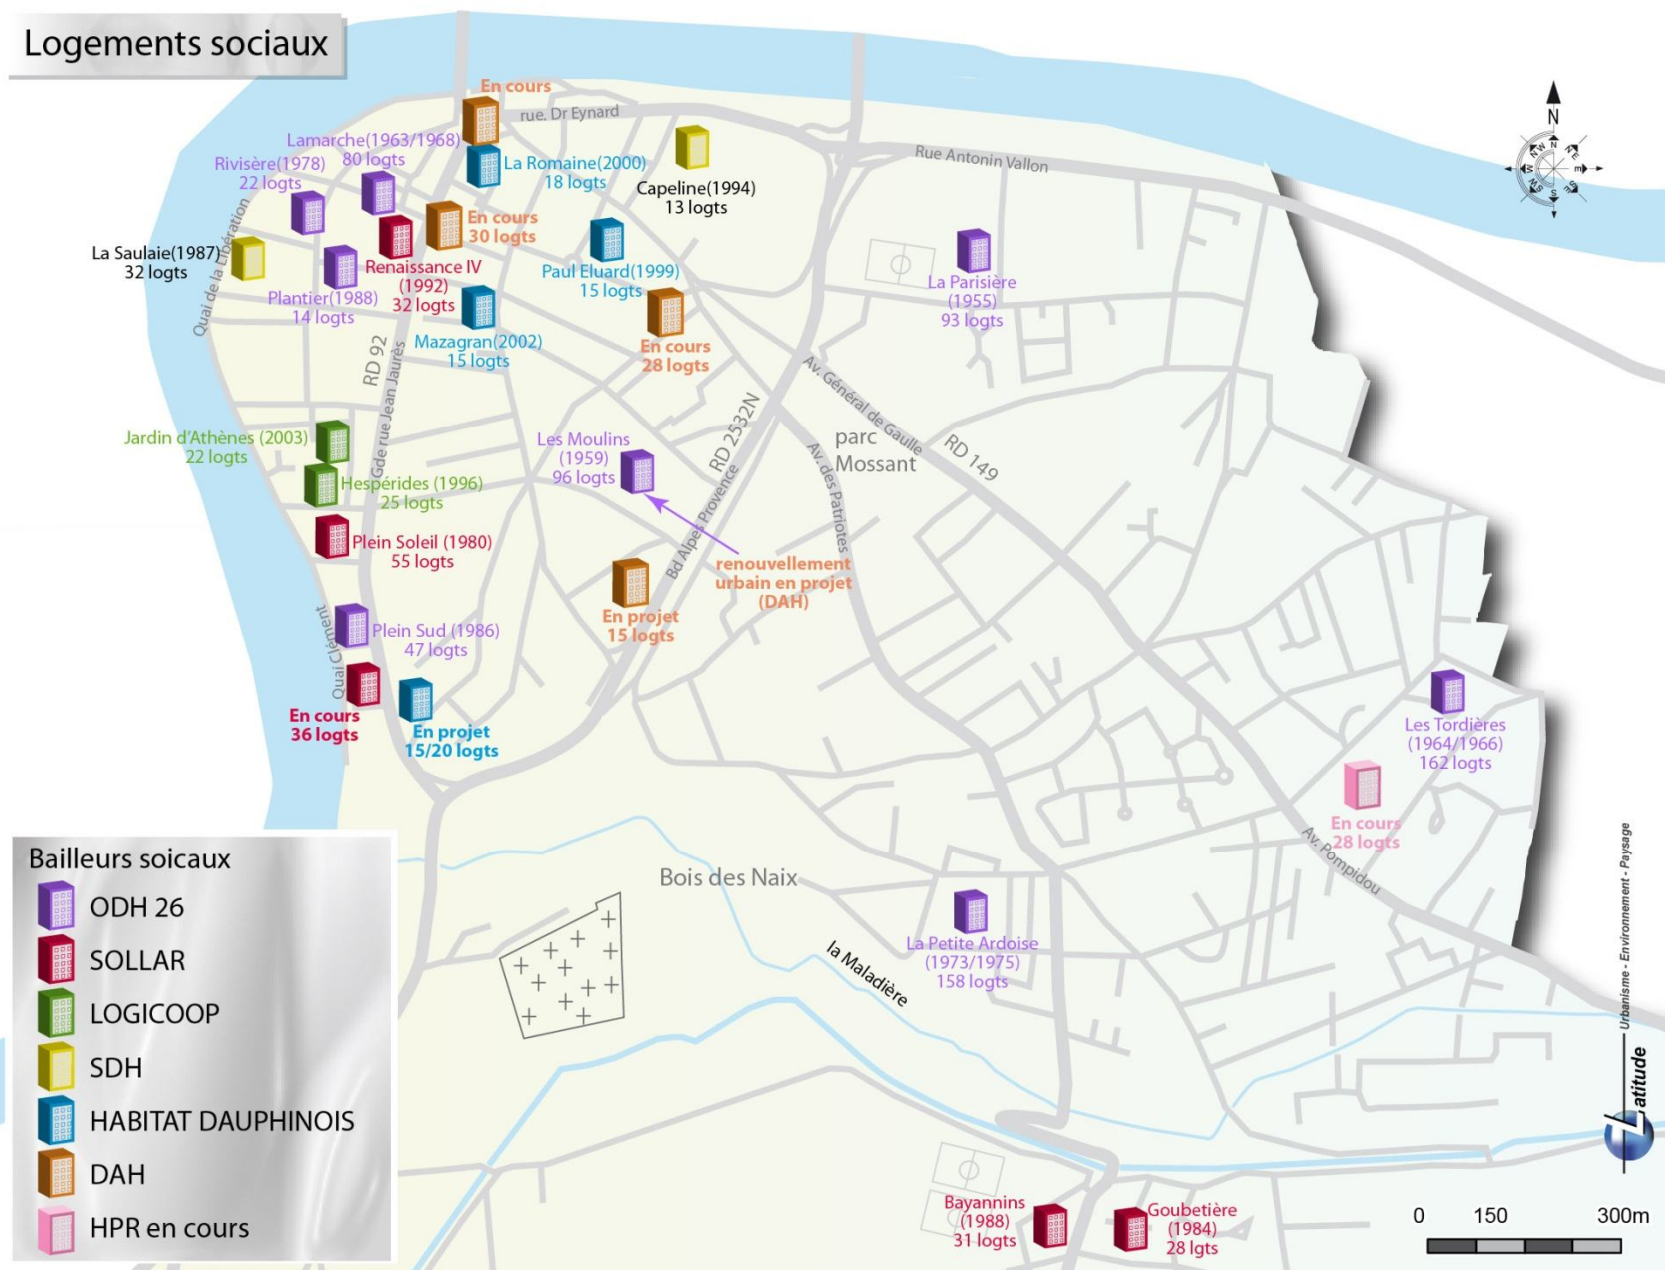 Logements sociaux
En cours
rue. Dr Eynard
Lamarche(1963/1968)
80 logts
Rivisère(1978)
22 logts
La Romaine(2000)
18 logts
Capeline(1994)
13 logts
Rue Antonin Vallon
N
Quai de la Libération
La Saulaie(1987)
32 logts
En cours
30 logts
Renaissance IV
(1992)
32 logts
Plantier(1988)
14 logts
Paul Eluard(1999)
15 logts
La Parisière
(1955)
93 logts
Mazagran(2002)
15 logts
En cours
28 logts
RD 92
Gde rue Jean Jaurès
Av. Général de Gaulle
RD 149
RD 2532N
Bd Alpes Provence
Av. des Patriotes
parc
Mossant
Jardin d'Athènes (2003)
22 logts
Hespérides (1996)
25 logts
Les Moulins
(1959)
96 logts
Plein Soleil (1980)
55 logts
renouvellement
urbain en projet
(DAH)
En projet
15 logts
Quai Clément
Plein Sud (1986)
47 logts
En cours
36 logts
En projet
15/20 logts
Les Tordières
(1964/1966)
162 logts
En cours
28 logts
Av. Pompidou
Bois des Naix
la Maladière
La Petite Ardoise
(1973/1975)
158 logts
Bayannins
(1988)
31 logts
Goubetière
(1984)
28 lgts
Bailleurs soicaux
ODH 26
SOLLAR
LOGICOOP
SDH
HABITAT DAUPHINOIS
DAH
HPR en cours
Urbanisme - Environnement - Paysage
Latitude
0 150 300m